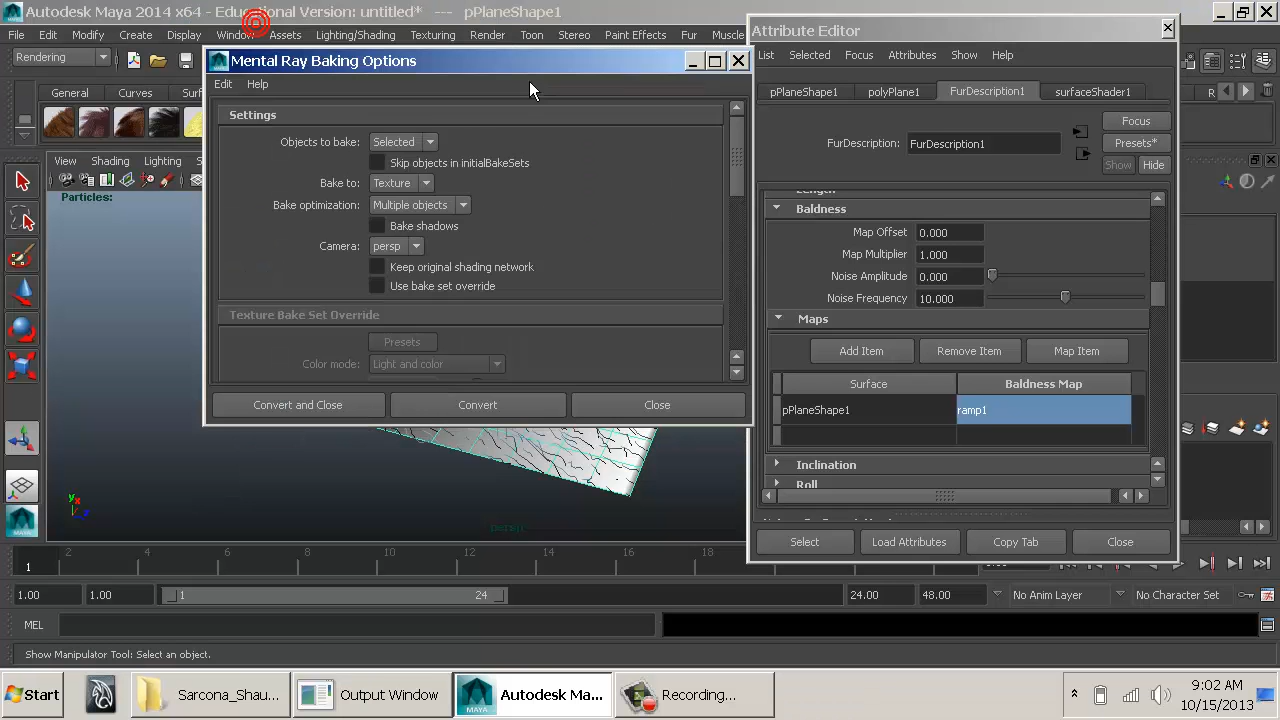 Autodesk Maya 2014 x64 - Educational Version: untitled* --- pPlaneShape1
File Edit Modify Create Display Window Assets Lighting/Shading Texturing Render Toon Stereo Paint Effects Fur Muscle
Rendering
General Curves
View Shading Lighting
Particles:
persp
Mental Ray Baking Options
Edit Help
Settings
Objects to bake: Selected
Skip objects in initialBakeSets
Bake to: Texture
Bake optimization: Multiple objects
Bake shadows
Camera: persp
Keep original shading network
Use bake set override
Texture Bake Set Override
Presets
Color mode: Light and color
Convert and Close Convert Close
Attribute Editor
List Selected Focus Attributes Show Help
pPlaneShape1 polyPlane1 FurDescription1 surfaceShader1
Focus
FurDescription: FurDescription1 Presets*
Show Hide
Length
Baldness
Map Offset 0.000
Map Multiplier 1.000
Noise Amplitude 0.000
Noise Frequency 10.000
Maps
Add Item Remove Item Map Item
Surface Baldness Map
pPlaneShape1 ramp1
Inclination
Roll
Select Load Attributes Copy Tab Close
2 4 6 8 10 12 14 16 18
1
1.00 1.00 1 24 24.00 48.00 No Anim Layer No Character Set
MEL
Show Manipulator Tool: Select an object.
Start Sarcona_Shau... Output Window Autodesk Ma... Recording... 9:02 AM
10/15/2013